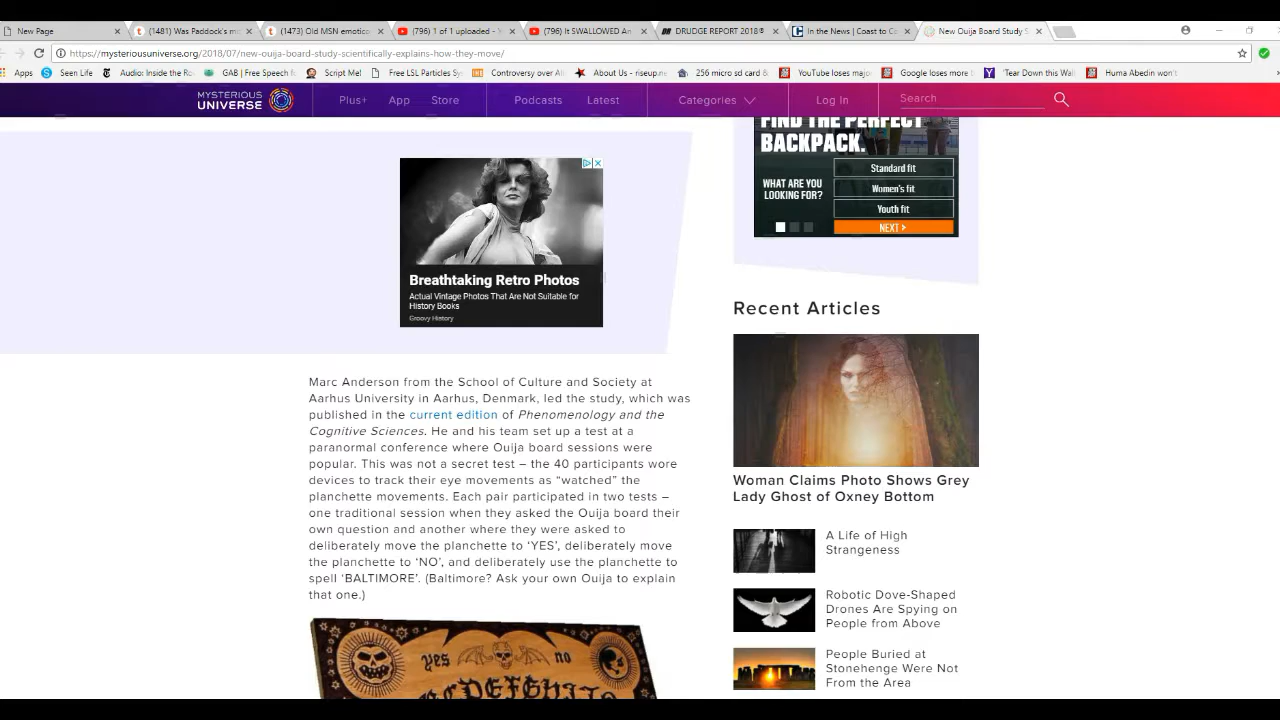 New Page
(1481) Was Paddock's m
(1473) Old MSN emotico
(796) 1 of 1 uploaded -
(796) It SWALLOWED An
DRUDGE REPORT 2018®
In the News | Coast to Co
New Ouija Board Study S
https://mysteriousuniverse.org/2018/07/new-ouija-board-study-scientifically-explains-how-they-move/
Apps
Seen Life
Audio: Inside the Ro
GAB | Free Speech f
Script Mel
Free LSL Particles Sy
Controversy over Al
About Us - riseup.ne
256 micro sd card &
YouTube loses major
Google loses more
'Tear Down this Wal
Huma Abedin won't
MYSTERIOUS
UNIVERSE
Plus+
App
Store
Podcasts
Latest
Categories
Log In
Search
FIND THE PERFECT
BACKPACK.
WHAT ARE YOU
LOOKING FOR?
Standard fit
Women's fit
Youth fit
NEXT
Breathtaking Retro Photos
Actual Vintage Photos That Are Not Suitable for
History Books
Groovy History
Marc Anderson from the School of Culture and Society at
Aarhus University in Aarhus, Denmark, led the study, which was
published in the current edition of Phenomenology and the
Cognitive Sciences. He and his team set up a test at a
paranormal conference where Ouija board sessions were
popular. This was not a secret test – the 40 participants wore
devices to track their eye movements as “watched” the
planchette movements. Each pair participated in two tests –
one traditional session when they asked the Ouija board their
own question and another where they were asked to
deliberately move the planchette to ‘YES’, deliberately move
the planchette to ‘NO’, and deliberately use the planchette to
spell ‘BALTIMORE’. (Baltimore? Ask your own Ouija to explain
that one.)
yes
no
Recent Articles
Woman Claims Photo Shows Grey
Lady Ghost of Oxney Bottom
A Life of High
Strangeness
Robotic Dove-Shaped
Drones Are Spying on
People from Above
People Buried at
Stonehenge Were Not
From the Area